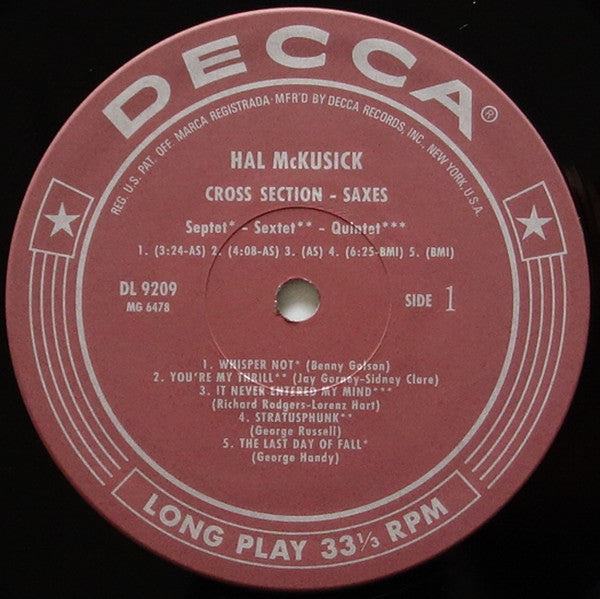 DECCA®
REG. U.S. PAT. OFF. MARCA REGISTRADA · MFR'D BY DECCA RECORDS, INC., NEW YORK, U.S.A.
HAL McKUSICK
CROSS SECTION - SAXES
Septet* - Sextet** - Quintet***
1. (3:24-AS) 2. (4:08-AS) 3. (AS) 4. (6:25-BMI) 5. (BMI)
DL 9209
MG 6478
SIDE 1
1. WHISPER NOT* (Benny Golson)
2. YOU'RE MY THRILL** (Jay Gorney-Sidney Clare)
3. IT NEVER ENTERED MY MIND***
(Richard Rodgers-Lorenz Hart)
4. STRATUSPHUNK**
(George Russell)
5. THE LAST DAY OF FALL*
(George Handy)
LONG PLAY 33⅓ RPM